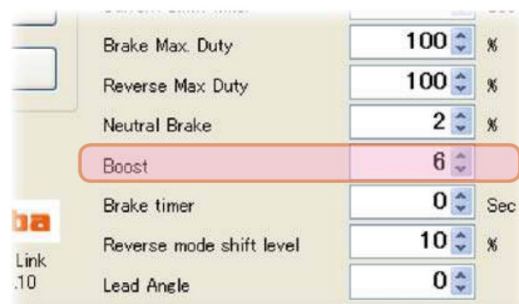 Brake Max. Duty 100 %
Reverse Max Duty 100 %
Neutral Brake 2 %
Boost 6
Brake timer 0 Sec
Reverse mode shift level 10 %
Lead Angle 0
ba
Link
.10